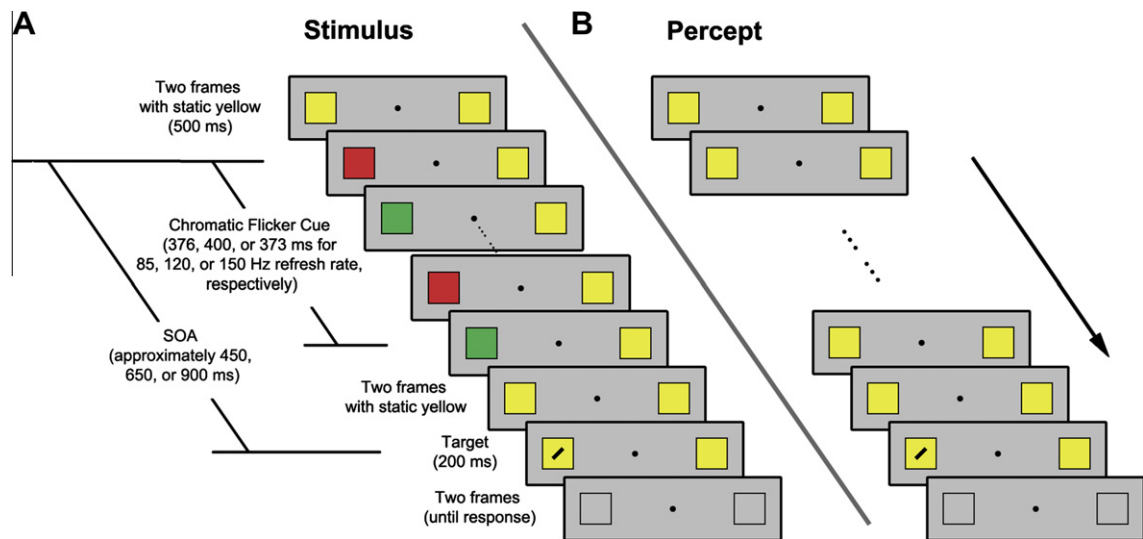 A
Stimulus
B
Percept
Two frames
with static yellow
(500 ms)
Chromatic Flicker Cue
(376, 400, or 373 ms for
85, 120, or 150 Hz refresh rate,
respectively)
SOA
(approximately 450,
650, or 900 ms)
Two frames
with static yellow
Target
(200 ms)
Two frames
(until response)